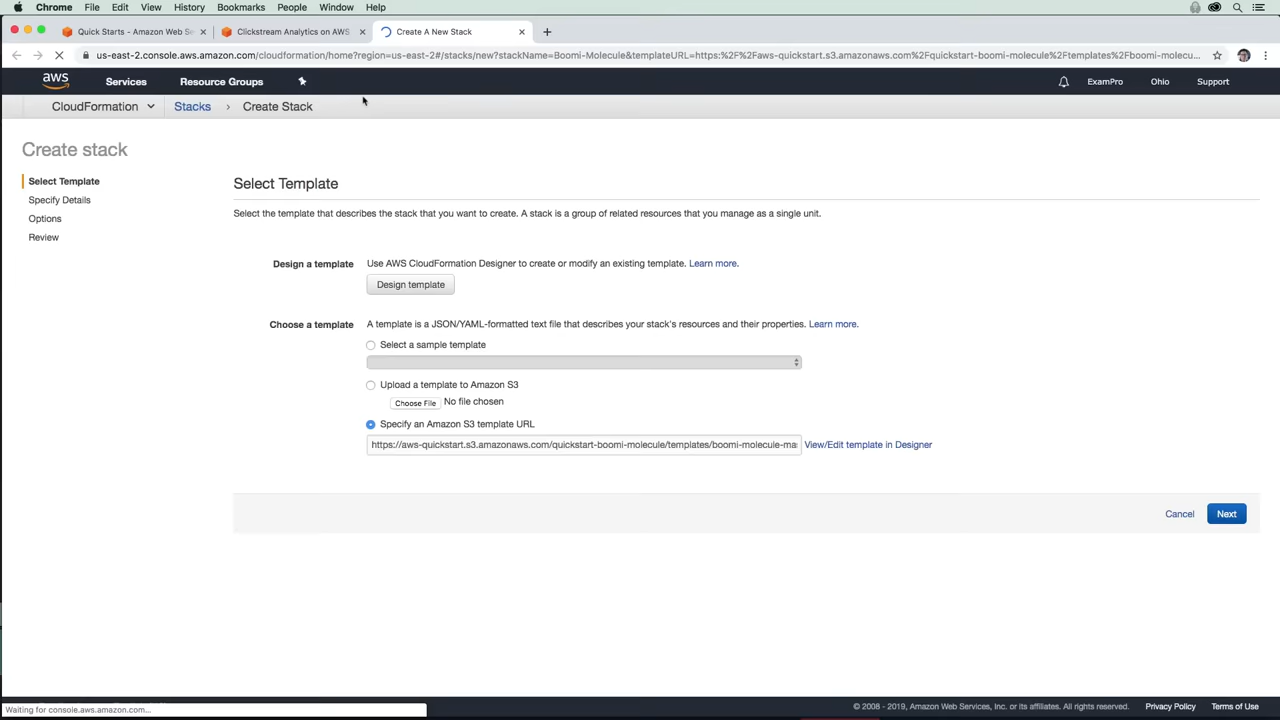 Chrome File Edit View History Bookmarks People Window Help
Quick Starts - Amazon Web Se
Clickstream Analytics on AWS
Create A New Stack
us-east-2.console.aws.amazon.com/cloudformation/home?region=us-east-2#/stacks/new?stackName=Boomi-Molecule&templateURL=https:%2F%2Faws-quickstart.s3.amazonaws.com%2Fquickstart-boomi-molecule%2Ftemplates%2Fboomi-molecu...
aws Services Resource Groups ExamPro Ohio Support
CloudFormation Stacks › Create Stack
Create stack
Select Template
Specify Details
Options
Review
Select Template
Select the template that describes the stack that you want to create. A stack is a group of related resources that you manage as a single unit.
Design a template Use AWS CloudFormation Designer to create or modify an existing template. Learn more.
Design template
Choose a template A template is a JSON/YAML-formatted text file that describes your stack's resources and their properties. Learn more.
Select a sample template
Upload a template to Amazon S3
Choose File No file chosen
Specify an Amazon S3 template URL
https://aws-quickstart.s3.amazonaws.com/quickstart-boomi-molecule/templates/boomi-molecule-ma View/Edit template in Designer
Cancel Next
Waiting for console.aws.amazon.com...
© 2008 - 2019, Amazon Web Services, Inc. or its affiliates. All rights reserved. Privacy Policy Terms of Use